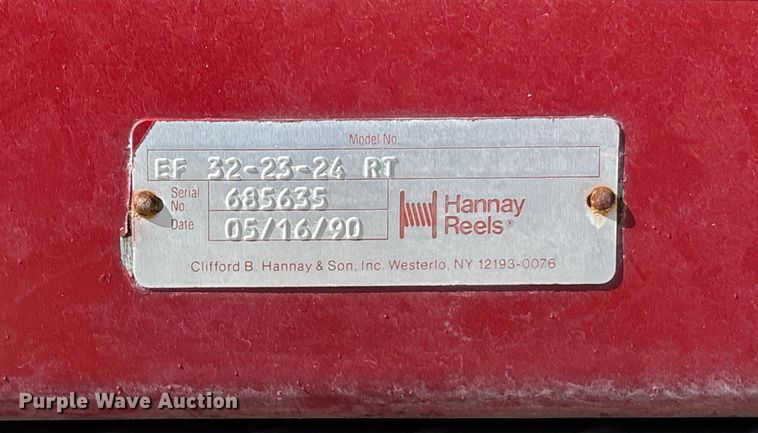 Model No.
EF 32-23-24 RT
Serial No. 685635
Date 05/16/90
Hannay Reels®
Clifford B. Hannay & Son, Inc. Westerlo, NY 12193-0076
Purple Wave Auction